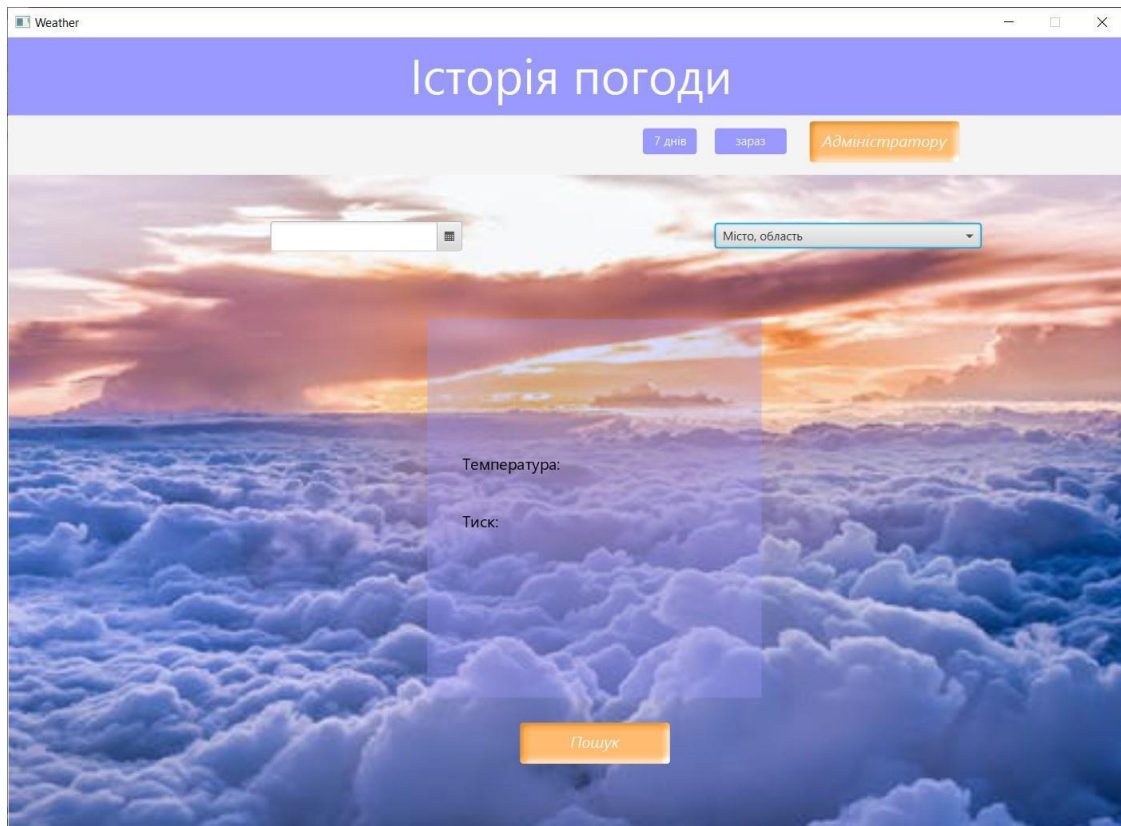 Weather
Історія погоди
7 днів
зараз
Адміністратору
Місто, область
Температура:
Тиск:
Пошук